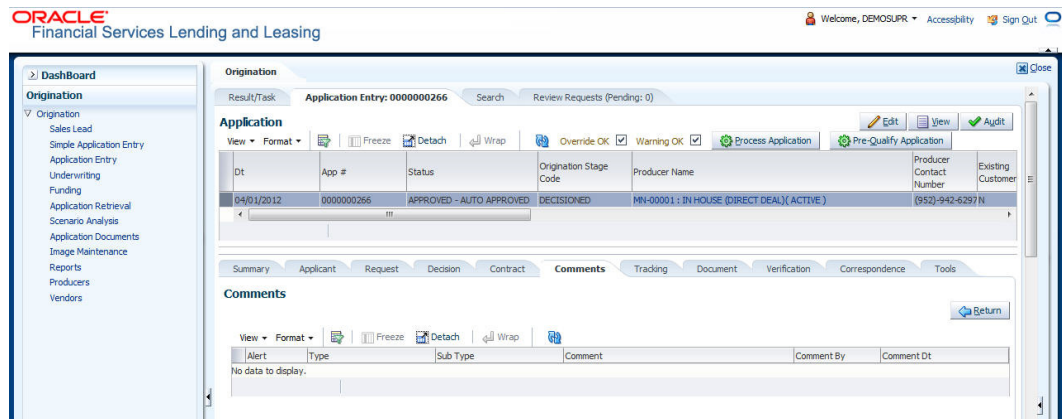 ORACLE
Financial Services Lending and Leasing
Welcome, DEMOSUPR Accessibility Sign Out
Close
DashBoard
Origination
Origination
Sales Lead
Simple Application Entry
Application Entry
Underwriting
Funding
Application Retrieval
Scenario Analysis
Application Documents
Image Maintenance
Reports
Producers
Vendors
Origination
Result/Task Application Entry: 0000000266 Search Review Requests (Pending: 0)
Application Edit View Audit
View Format Freeze Detach Wrap Override OK Warning OK Process Application Pre-Qualify Application
Dt App # Status Origination Stage Code Producer Name Producer Contact Number Existing Customer
04/01/2012 0000000266 APPROVED - AUTO APPROVED DECISIONED MN-00001 : IN HOUSE (DIRECT DEAL)( ACTIVE ) (952)-942-6297 N
Summary Applicant Request Decision Contract Comments Tracking Document Verification Correspondence Tools
Comments
Return
View Format Freeze Detach Wrap
Alert Type Sub Type Comment Comment By Comment Dt
No data to display.